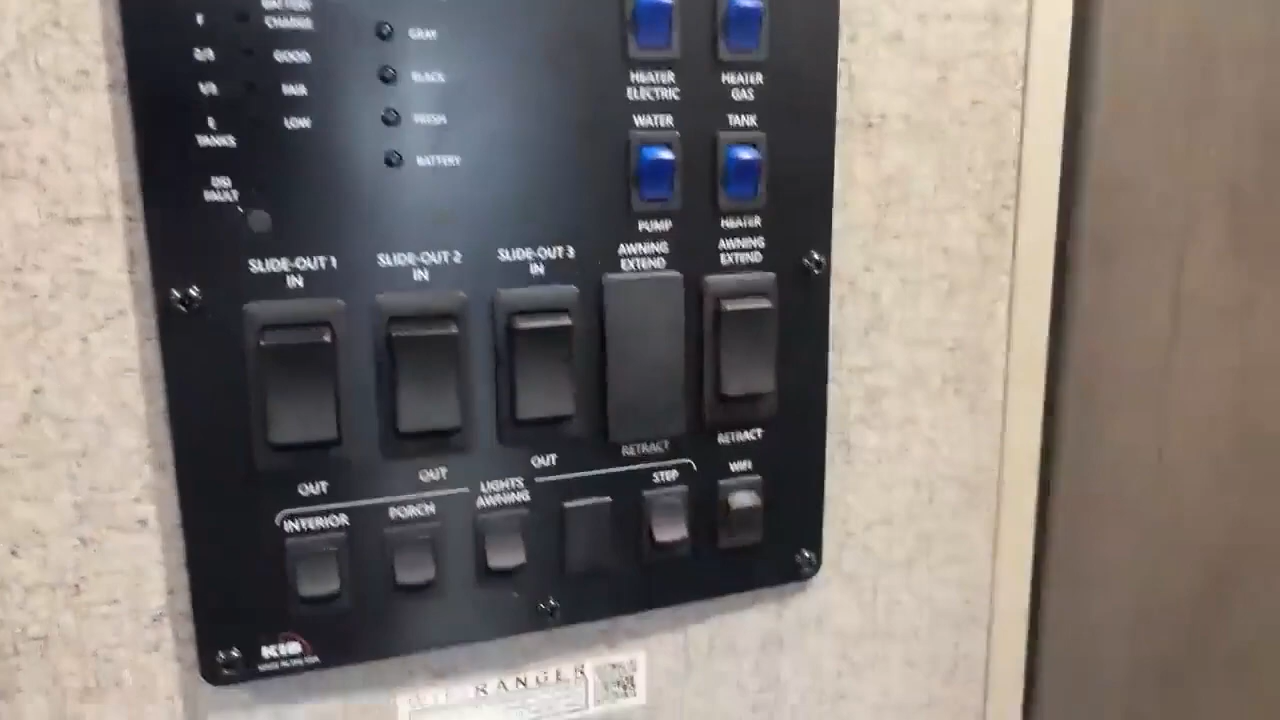 BATTERY
CHARGE
F
2/3
GOOD
1/3
FAIR
E
LOW
TANKS
GRAY
BLACK
FRESH
BATTERY
DSI
FAULT
HEATER
ELECTRIC
HEATER
GAS
WATER
TANK
PUMP
HEATER
SLIDE-OUT 1
IN
SLIDE-OUT 2
IN
SLIDE-OUT 3
IN
AWNING
EXTEND
AWNING
EXTEND
OUT
OUT
OUT
RETRACT
RETRACT
INTERIOR
PORCH
LIGHTS
AWNING
STEP
WIFI
KIB
RANGER